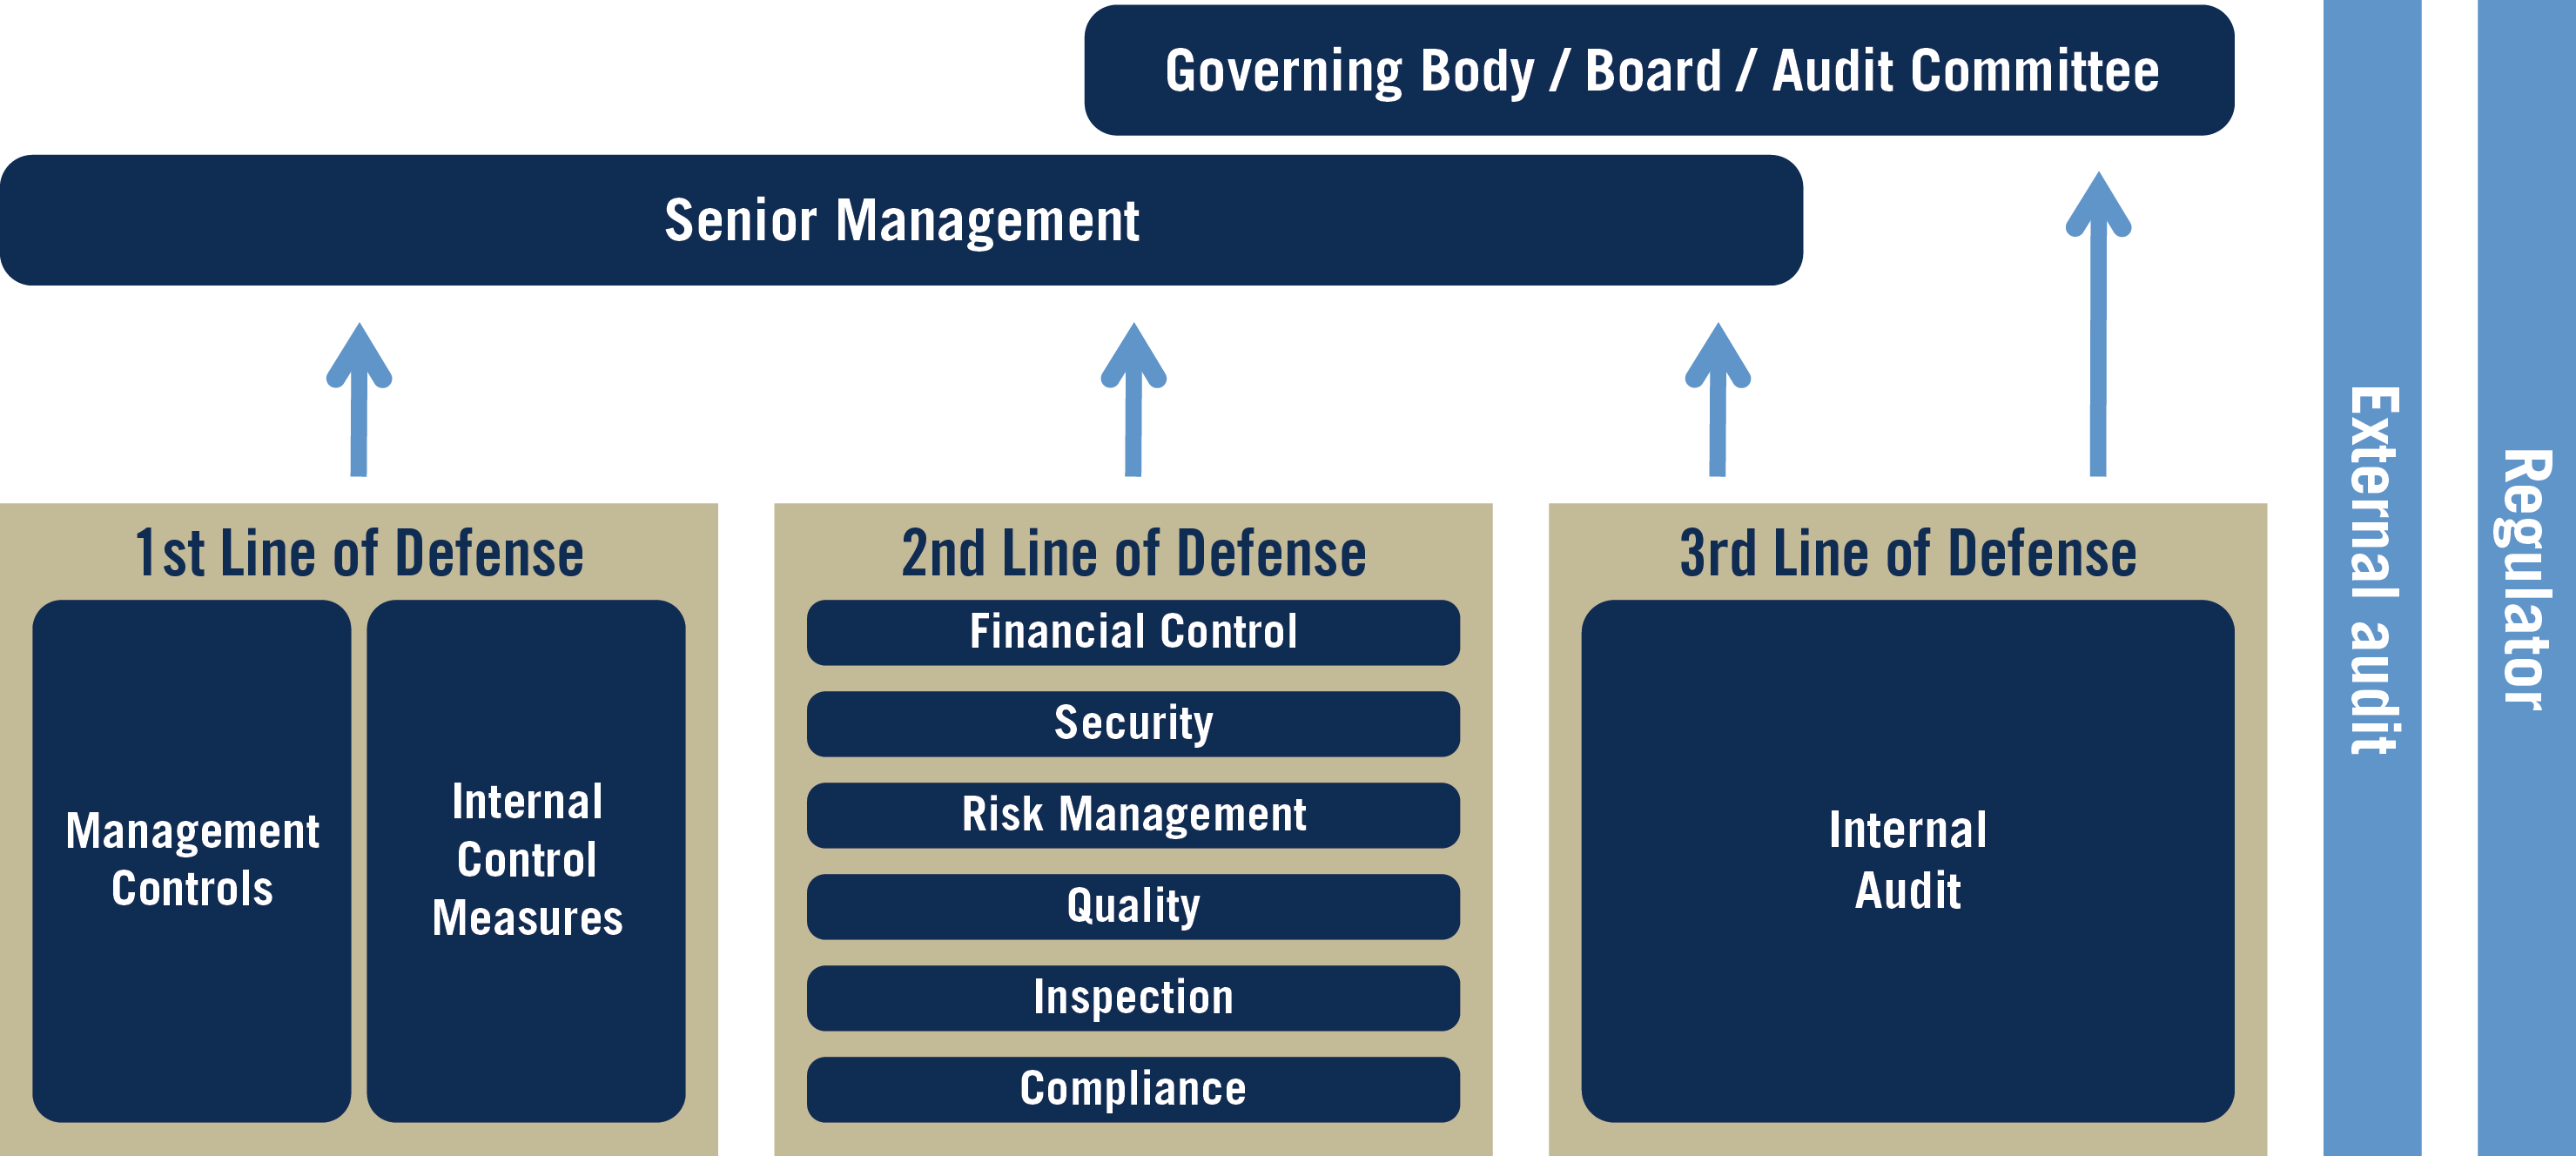 Governing Body / Board / Audit Committee
Senior Management
1st Line of Defense
Management
Controls
Internal
Control
Measures
2nd Line of Defense
Financial Control
Security
Risk Management
Quality
Inspection
Compliance
3rd Line of Defense
Internal
Audit
External audit
Regulator